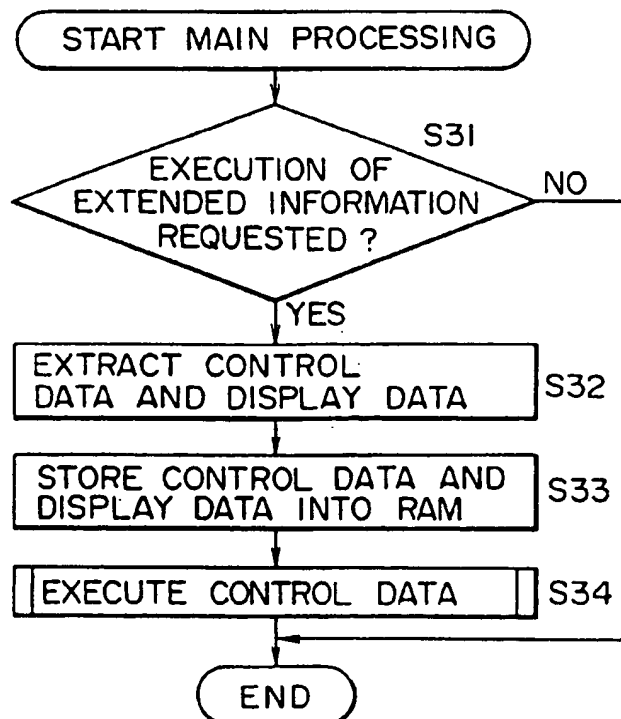 START MAIN PROCESSING
S31
EXECUTION OF
EXTENDED INFORMATION
REQUESTED ?
NO
YES
EXTRACT CONTROL
DATA AND DISPLAY DATA
S32
STORE CONTROL DATA AND
DISPLAY DATA INTO RAM
S33
EXECUTE CONTROL DATA
S34
END